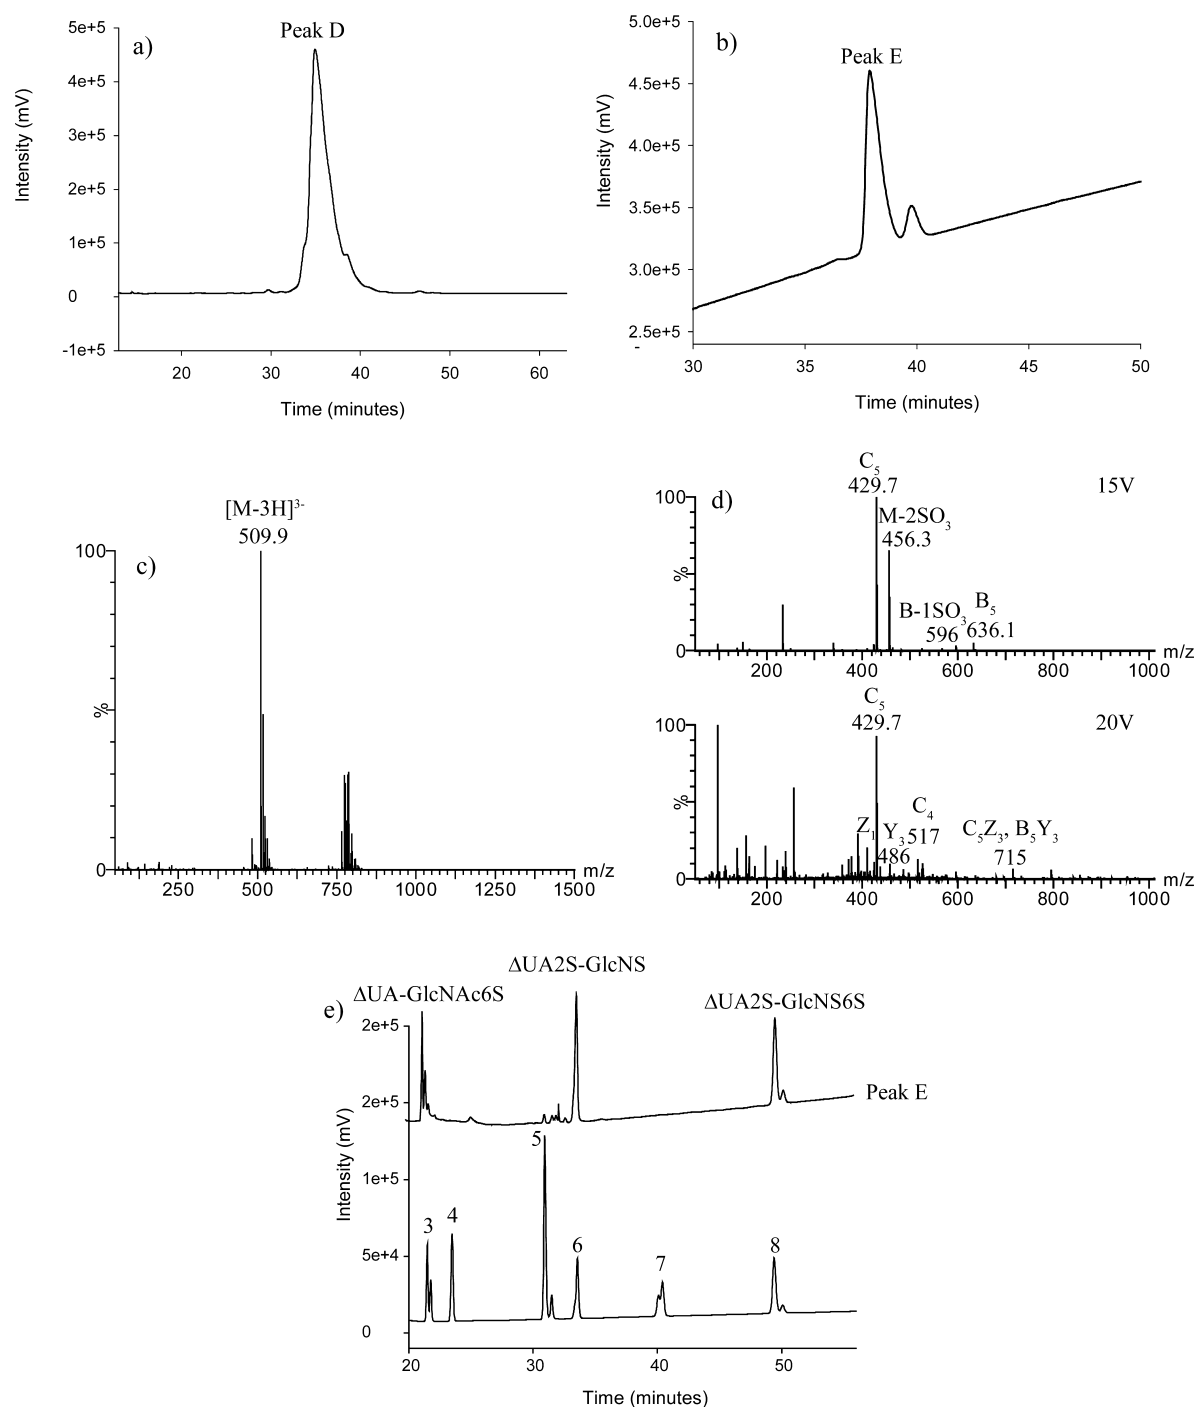 a)
Peak D
5e+5
4e+5
3e+5
2e+5
1e+5
0
-1e+5
Intensity (mV)
20 30 40 50 60
Time (minutes)
b)
Peak E
5.0e+5
4.5e+5
4.0e+5
3.5e+5
3.0e+5
2.5e+5
-
Intensity (mV)
30 35 40 45 50
Time (minutes)
c)
[M-3H]³⁻
509.9
100
%
0
250 500 750 1000 1250 1500 m/z
d)
15V
C₅
429.7
M-2SO₃
456.3
B-1SO₃
596
B₅
636.1
100
%
0
200 400 600 800 1000 m/z
20V
C₅
429.7
Z₁
Y₃
486
C₄
517
C₅Z₃, B₅Y₃
715
100
%
0
200 400 600 800 1000 m/z
e)
ΔUA-GlcNAc6S
ΔUA2S-GlcNS
ΔUA2S-GlcNS6S
Peak E
2e+5
2e+5
1e+5
5e+4
0
Intensity (mV)
3 4 5 6 7 8
20 30 40 50
Time (minutes)